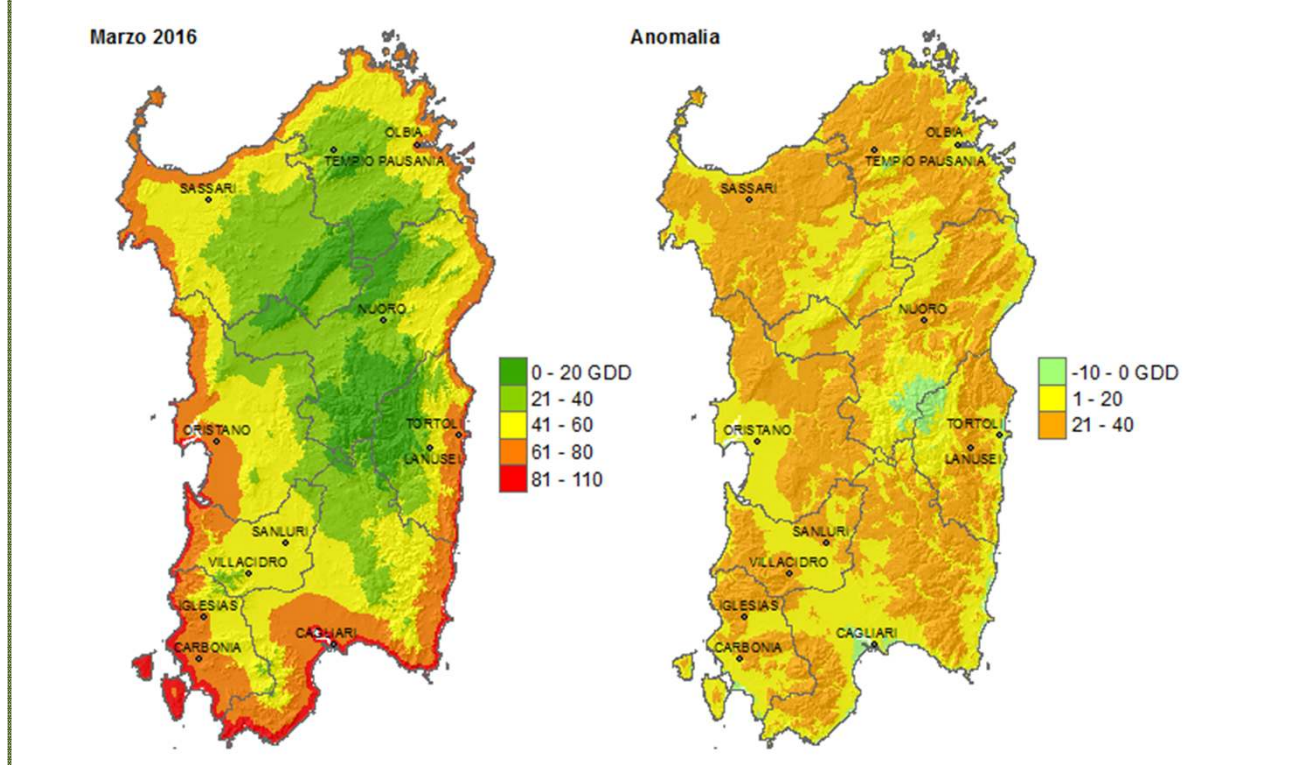 Marzo 2016
OLBIA
TEMPIO PAUSANIA
SASSARI
NUORO
ORISTANO
TORTOLI
LANUSEI
SANLURI
VILLACIDRO
IGLESIAS
CAGLIARI
CARBONIA
0 - 20 GDD
21 - 40
41 - 60
61 - 80
81 - 110
Anomalia
OLBIA
TEMPIO PAUSANIA
SASSARI
NUORO
ORISTANO
TORTOLI
LANUSEI
SANLURI
VILLACIDRO
IGLESIAS
CAGLIARI
CARBONIA
-10 - 0 GDD
1 - 20
21 - 40